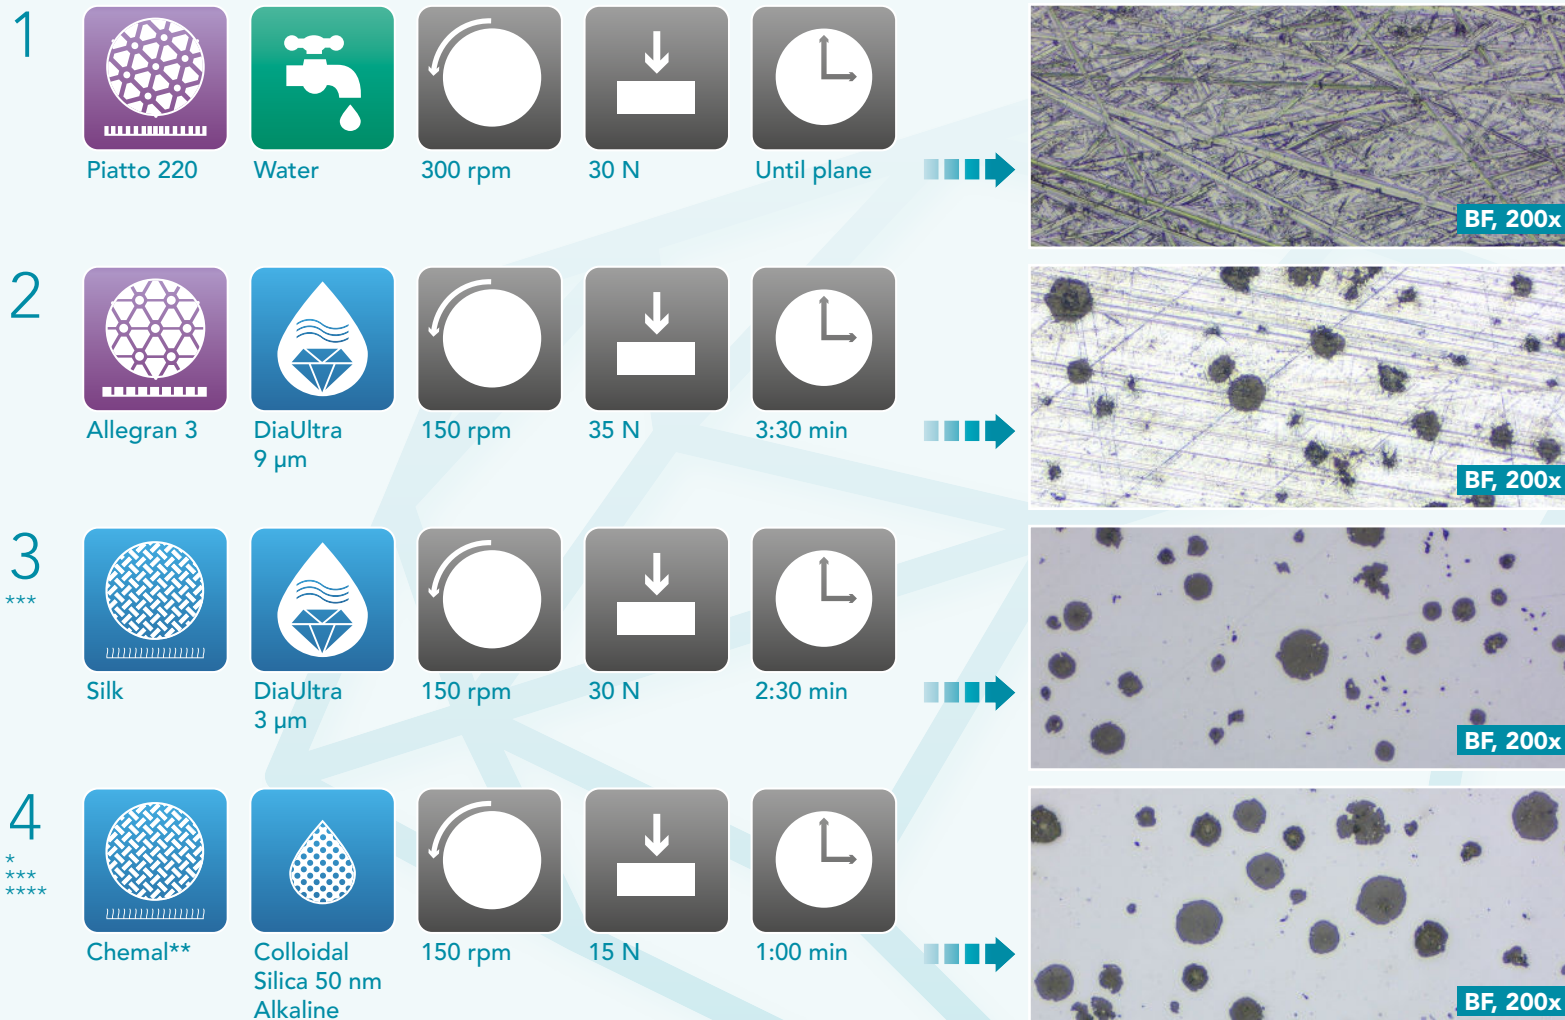 1
Piatto 220
Water
300 rpm
30 N
Until plane
BF, 200x
2
Allegran 3
DiaUltra
9 µm
150 rpm
35 N
3:30 min
BF, 200x
3
***
Silk
DiaUltra
3 µm
150 rpm
30 N
2:30 min
BF, 200x
4
*
***
****
Chemal**
Colloidal
Silica 50 nm
Alkaline
150 rpm
15 N
1:00 min
BF, 200x